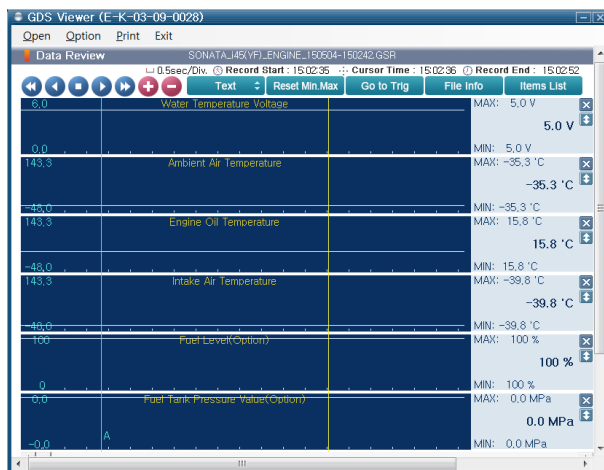 GDS Viewer (E-K-03-09-0028)
Open Option Print Exit
Data Review SONATA_I45(YF)_ENGINE_150504-150242.GSR
0.5sec/Div. Record Start : 15:02:35 Cursor Time : 15:02:36 Record End : 15:02:52
Text Reset Min.Max Go to Trig File Info Items List
6.0 Water Temperature Voltage MAX: 5.0 V
5.0 V
0.0 MIN: 5.0 V
143.3 Ambient Air Temperature MAX: -35.3 'C
-35.3 'C
-48.0 MIN: -35.3 'C
143.3 Engine Oil Temperature MAX: 15.8 'C
15.8 'C
-48.0 MIN: 15.8 'C
143.3 Intake Air Temperature MAX: -39.8 'C
-39.8 'C
MIN: -39.8 'C
100 Fuel Level(Option) MAX: 100 %
100 %
0 MIN: 100 %
0.0 Fuel Tank Pressure Value(Option) MAX: 0.0 MPa
0.0 MPa
A
-0.0 MIN: 0.0 MPa